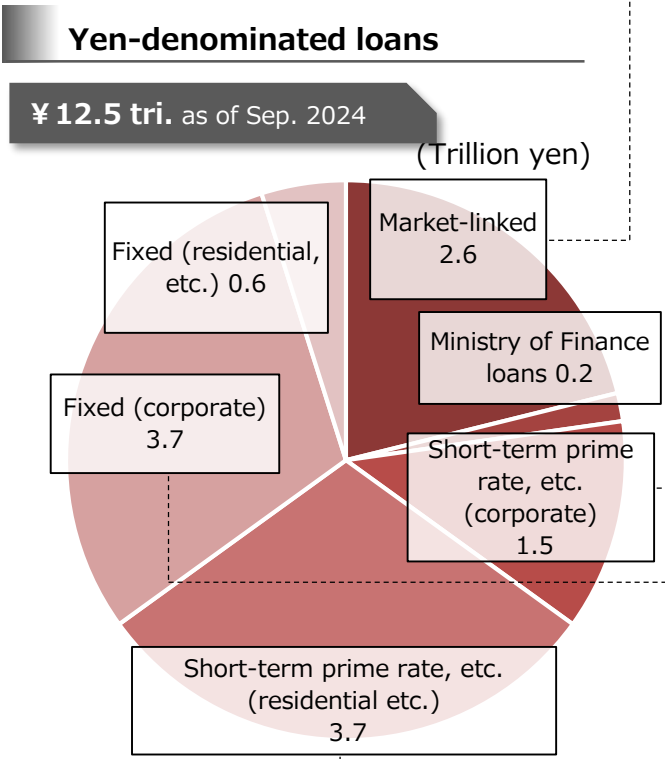 Yen-denominated loans
¥ 12.5 tri. as of Sep. 2024
(Trillion yen)
Market-linked
2.6
Fixed (residential,
etc.) 0.6
Ministry of Finance
loans 0.2
Fixed (corporate)
3.7
Short-term prime
rate, etc.
(corporate)
1.5
Short-term prime rate, etc.
(residential etc.)
3.7